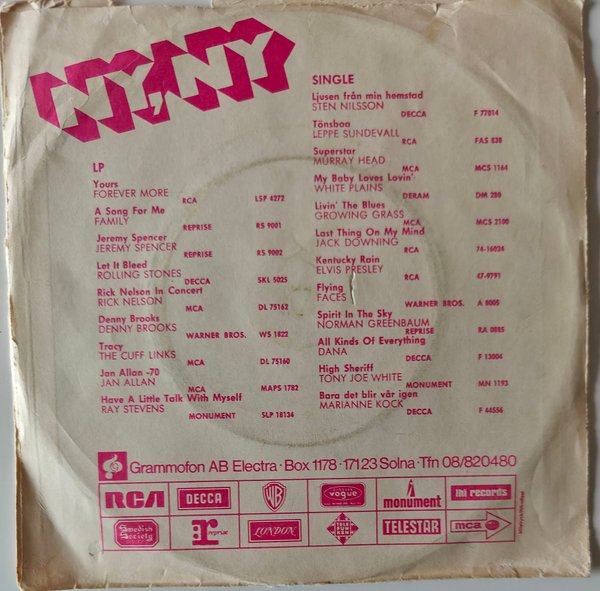 NY, NY
LP
Yours
FOREVER MORE
RCA LSP 4272
A Song For Me
FAMILY
REPRISE RS 9001
Jeremy Spencer
JEREMY SPENCER
REPRISE RS 9002
Let It Bleed
ROLLING STONES
DECCA SKL 5025
Rick Nelson In Concert
RICK NELSON
MCA DL 75162
Denny Brooks
DENNY BROOKS
WARNER BROS. WS 1822
Tracy
THE CUFF LINKS
MCA DL 75160
Jan Allan -70
JAN ALLAN
MCA MAPS 1782
Have A Little Talk With Myself
RAY STEVENS
MONUMENT SLP 18134
SINGLE
Ljusen från min hemstad
STEN NILSSON
DECCA F 77014
Tönsboa
LEPPE SUNDEVALL
RCA FAS 838
Superstar
MURRAY HEAD
MCA MCS 1164
My Baby Loves Lovin'
WHITE PLAINS
DERAM DM 280
Livin' The Blues
GROWING GRASS
MCA MCS 2100
Last Thing On My Mind
JACK DOWNING
RCA 74-16024
Kentucky Rain
ELVIS PRESLEY
RCA 47-9791
Flying
FACES
WARNER BROS. A 8005
Spirit In The Sky
NORMAN GREENBAUM
REPRISE RA 0885
All Kinds Of Everything
DANA
DECCA F 13004
High Sheriff
TONY JOE WHITE
MONUMENT MN 1193
Bara det blir vår igen
MARIANNE KOCK
DECCA F 44556
Grammofon AB Electra · Box 1178 · 17123 Solna · Tfn 08/820480
RCA DECCA WB vogue monument lhi records
Swedish Society r reprise LONDON TELEFUNKEN TELESTAR mca